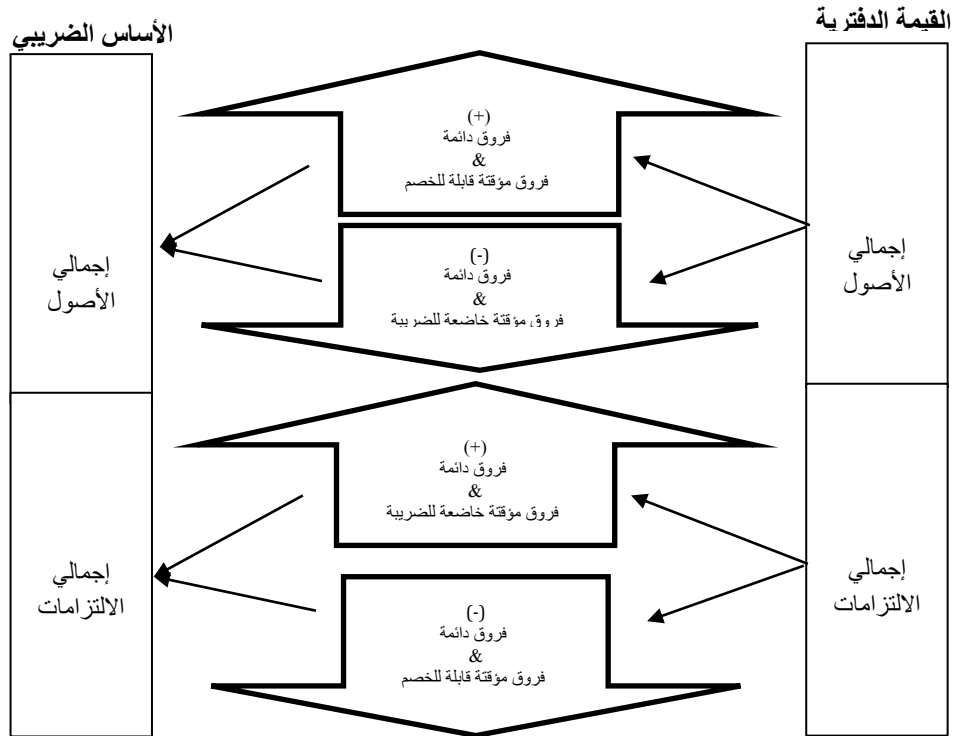 القيمة الدفترية
الأساس الضريبي
(+)
فروق دائمة
&
فروق مؤقتة قابلة للخصم
(-)
فروق دائمة
&
فروق مؤقتة خاضعة للضريبة
إجمالي
الأصول
إجمالي
الأصول
(+)
فروق دائمة
&
فروق مؤقتة خاضعة للضريبة
(-)
فروق دائمة
&
فروق مؤقتة قابلة للخصم
إجمالي
الالتزامات
إجمالي
الالتزامات